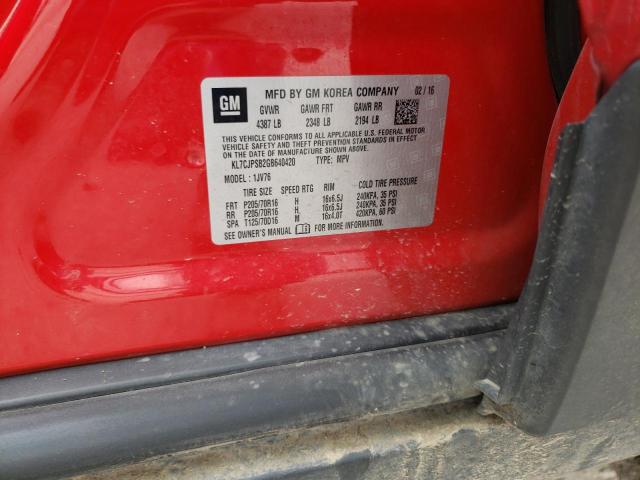 GM
MFD BY GM KOREA COMPANY 02 / 16
GVWR GAWR FRT GAWR RR
4387 LB 2348 LB 2194 LB
THIS VEHICLE CONFORMS TO ALL APPLICABLE U.S. FEDERAL MOTOR
VEHICLE SAFETY AND THEFT PREVENTION STANDARDS IN EFFECT
ON THE DATE OF MANUFACTURE SHOWN ABOVE.
KL7CJPSB2GB640420 TYPE: MPV
MODEL : 1JV76
TIRE SIZE SPEED RTG RIM COLD TIRE PRESSURE
FRT P205/70R16 H 16x6.5J 240KPA, 35 PSI
RR P205/70R16 H 16x6.5J 240KPA, 35 PSI
SPA T125/70D16 M 16x4.0T 420KPA, 60 PSI
SEE OWNER'S MANUAL FOR MORE INFORMATION.